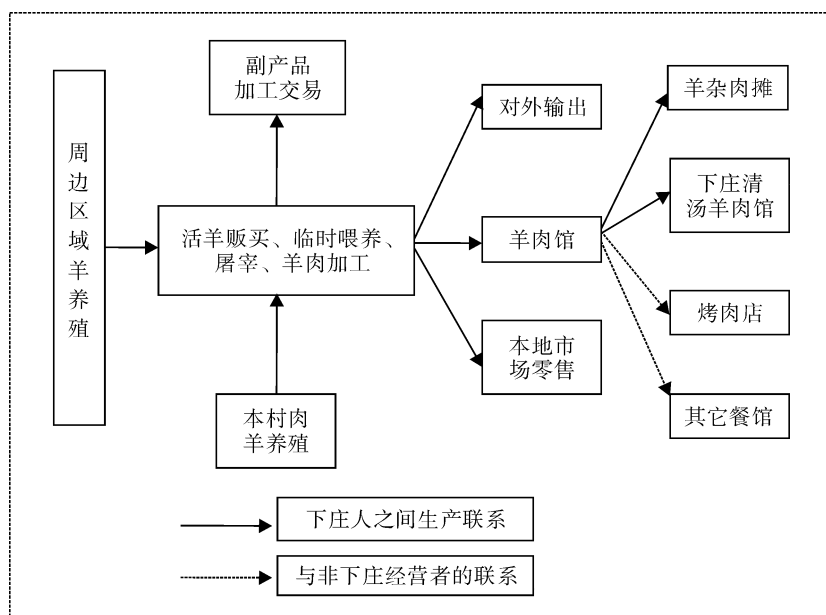 周边区域羊养殖
副产品
加工交易
活羊贩买、临时喂养、
屠宰、羊肉加工
本村肉
羊养殖
对外输出
羊肉馆
本地市
场零售
羊杂肉摊
下庄清
汤羊肉馆
烤肉店
其它餐馆
下庄人之间生产联系
与非下庄经营者的联系